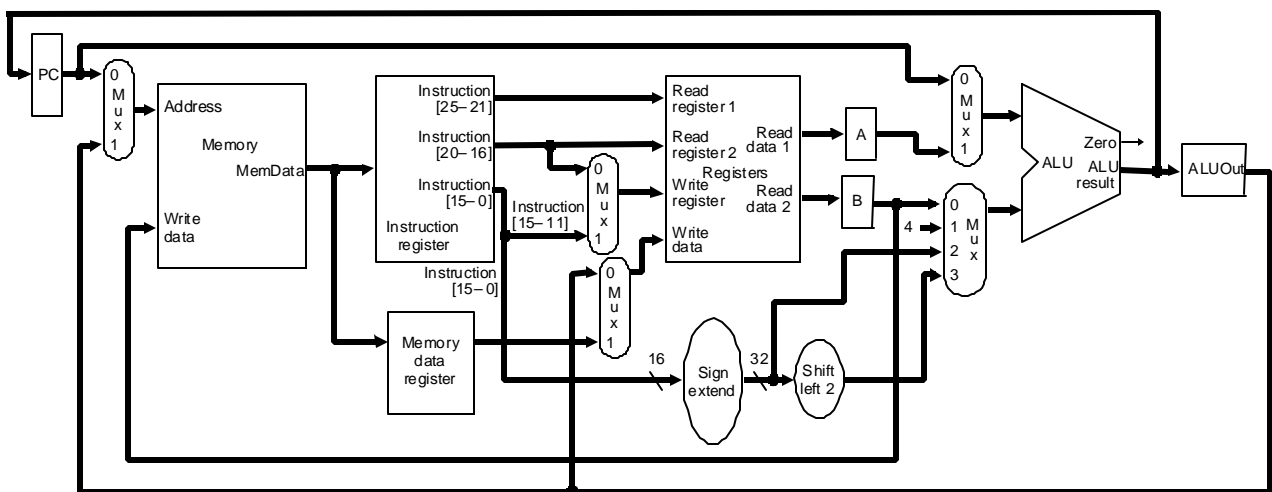 PC
0
M
u
x
1
Address
Memory
MemData
Write
data
Instruction
[25–21]
Instruction
[20–16]
Instruction
[15–0]
Instruction
register
Instruction
[15–11]
Instruction
[15–0]
Memory
data
register
0
M
u
x
1
0
M
u
x
1
Read
register 1
Read
register 2
Registers
Write
register
Write
data
Read
data 1
Read
data 2
16
Sign
extend
32
Shift
left 2
A
B
4
0
M
u
x
1
0
1
2
3
M
u
x
Zero
ALU
ALU
result
ALUOut